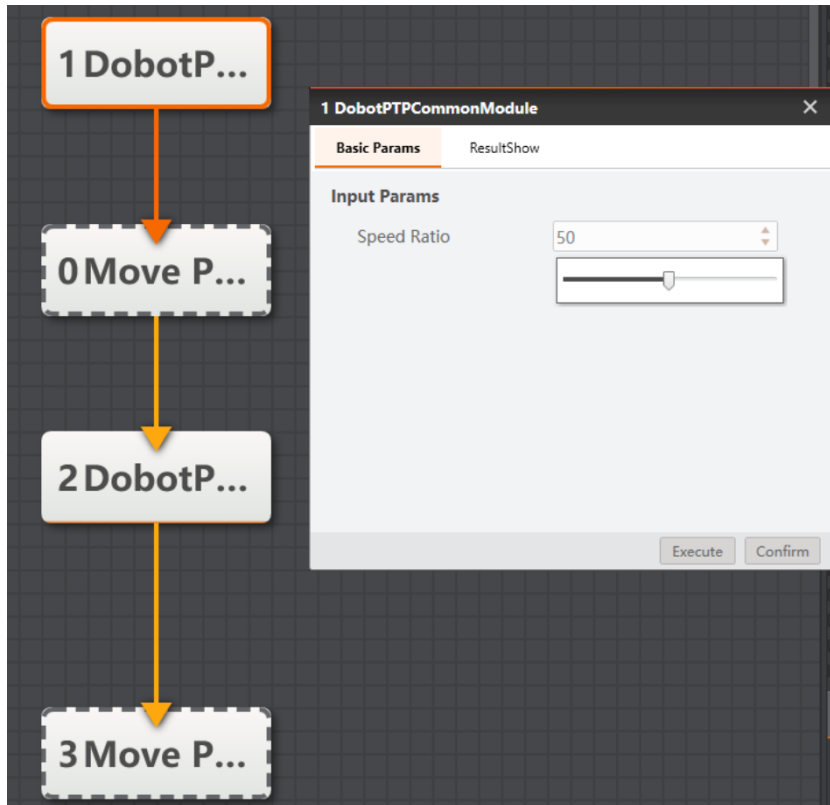 1 DobotP...
1 DobotPTPCommonModule
Basic Params ResultShow
Input Params
Speed Ratio 50
0 Move P...
2 DobotP...
Execute Confirm
3 Move P...